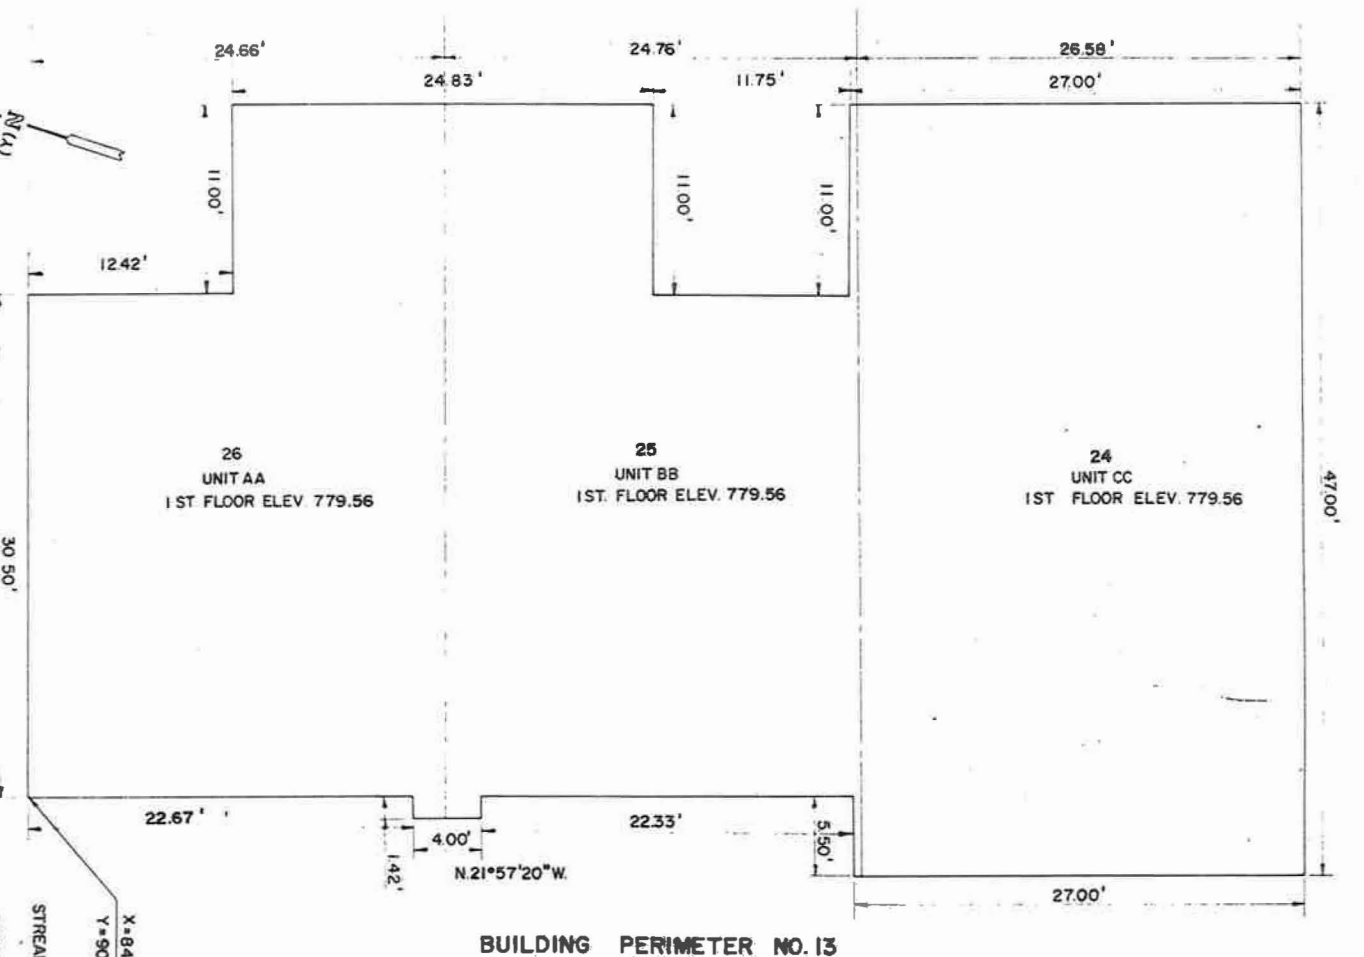 24.66'
24.76'
26.58'
24.83'
11.75'
27.00'
N(Y)
11.00'
11.00'
11.00'
12.42'
26
UNIT AA
1 ST FLOOR ELEV 779.56
25
UNIT BB
1ST. FLOOR ELEV. 779.56
24
UNIT CC
1ST FLOOR ELEV. 779.56
47.00'
30 50'
22.67'
4.00'
1.42'
22.33'
5.50'
N.21°57'20"W.
27.00'
X=84
Y=90
BUILDING PERIMETER NO. 13